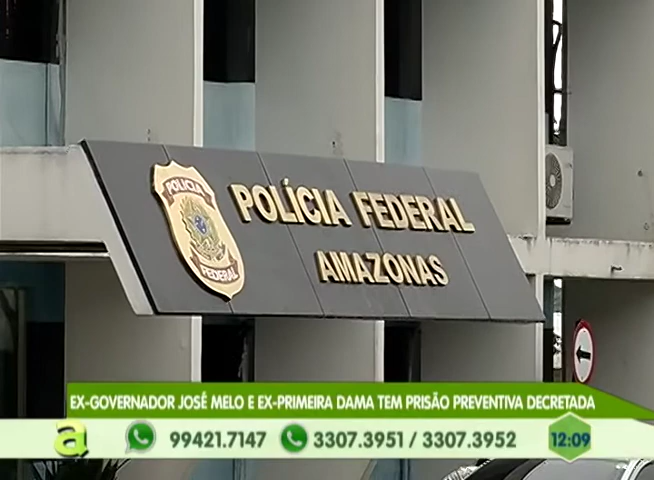 POLÍCIA FEDERAL
AMAZONAS
POLICIA
FEDERAL
EX-GOVERNADOR JOSÉ MELO E EX-PRIMEIRA DAMA TEM PRISÃO PREVENTIVA DECRETADA
a
99421.7147
3307.3951 / 3307.3952
12:09